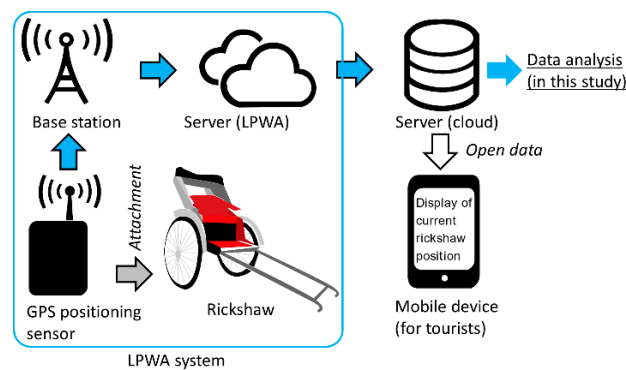 Base station
Server (LPWA)
Server (cloud)
Data analysis
(in this study)
Open data
Attachment
Display of
current
rickshaw
position
GPS positioning
sensor
Rickshaw
Mobile device
(for tourists)
LPWA system